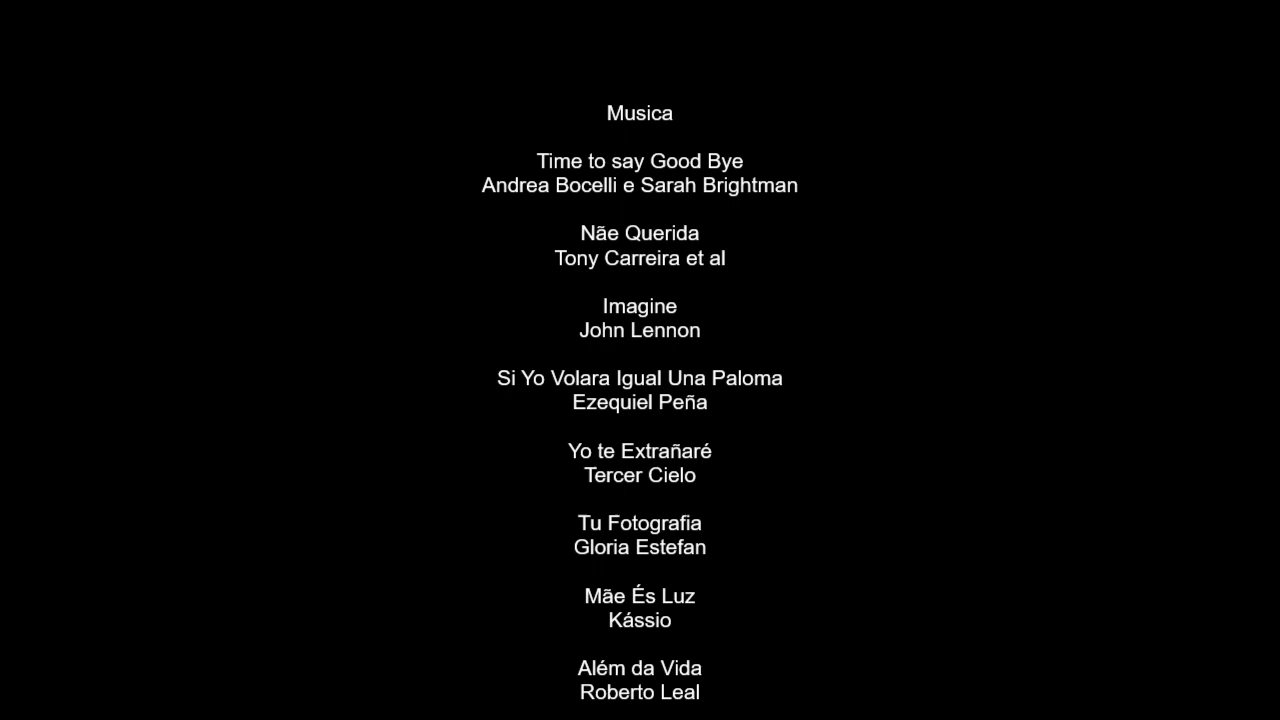 Musica
Time to say Good Bye
Andrea Bocelli e Sarah Brightman
Nãe Querida
Tony Carreira et al
Imagine
John Lennon
Si Yo Volara Igual Una Paloma
Ezequiel Peña
Yo te Extrañaré
Tercer Cielo
Tu Fotografia
Gloria Estefan
Mãe És Luz
Kássio
Além da Vida
Roberto Leal